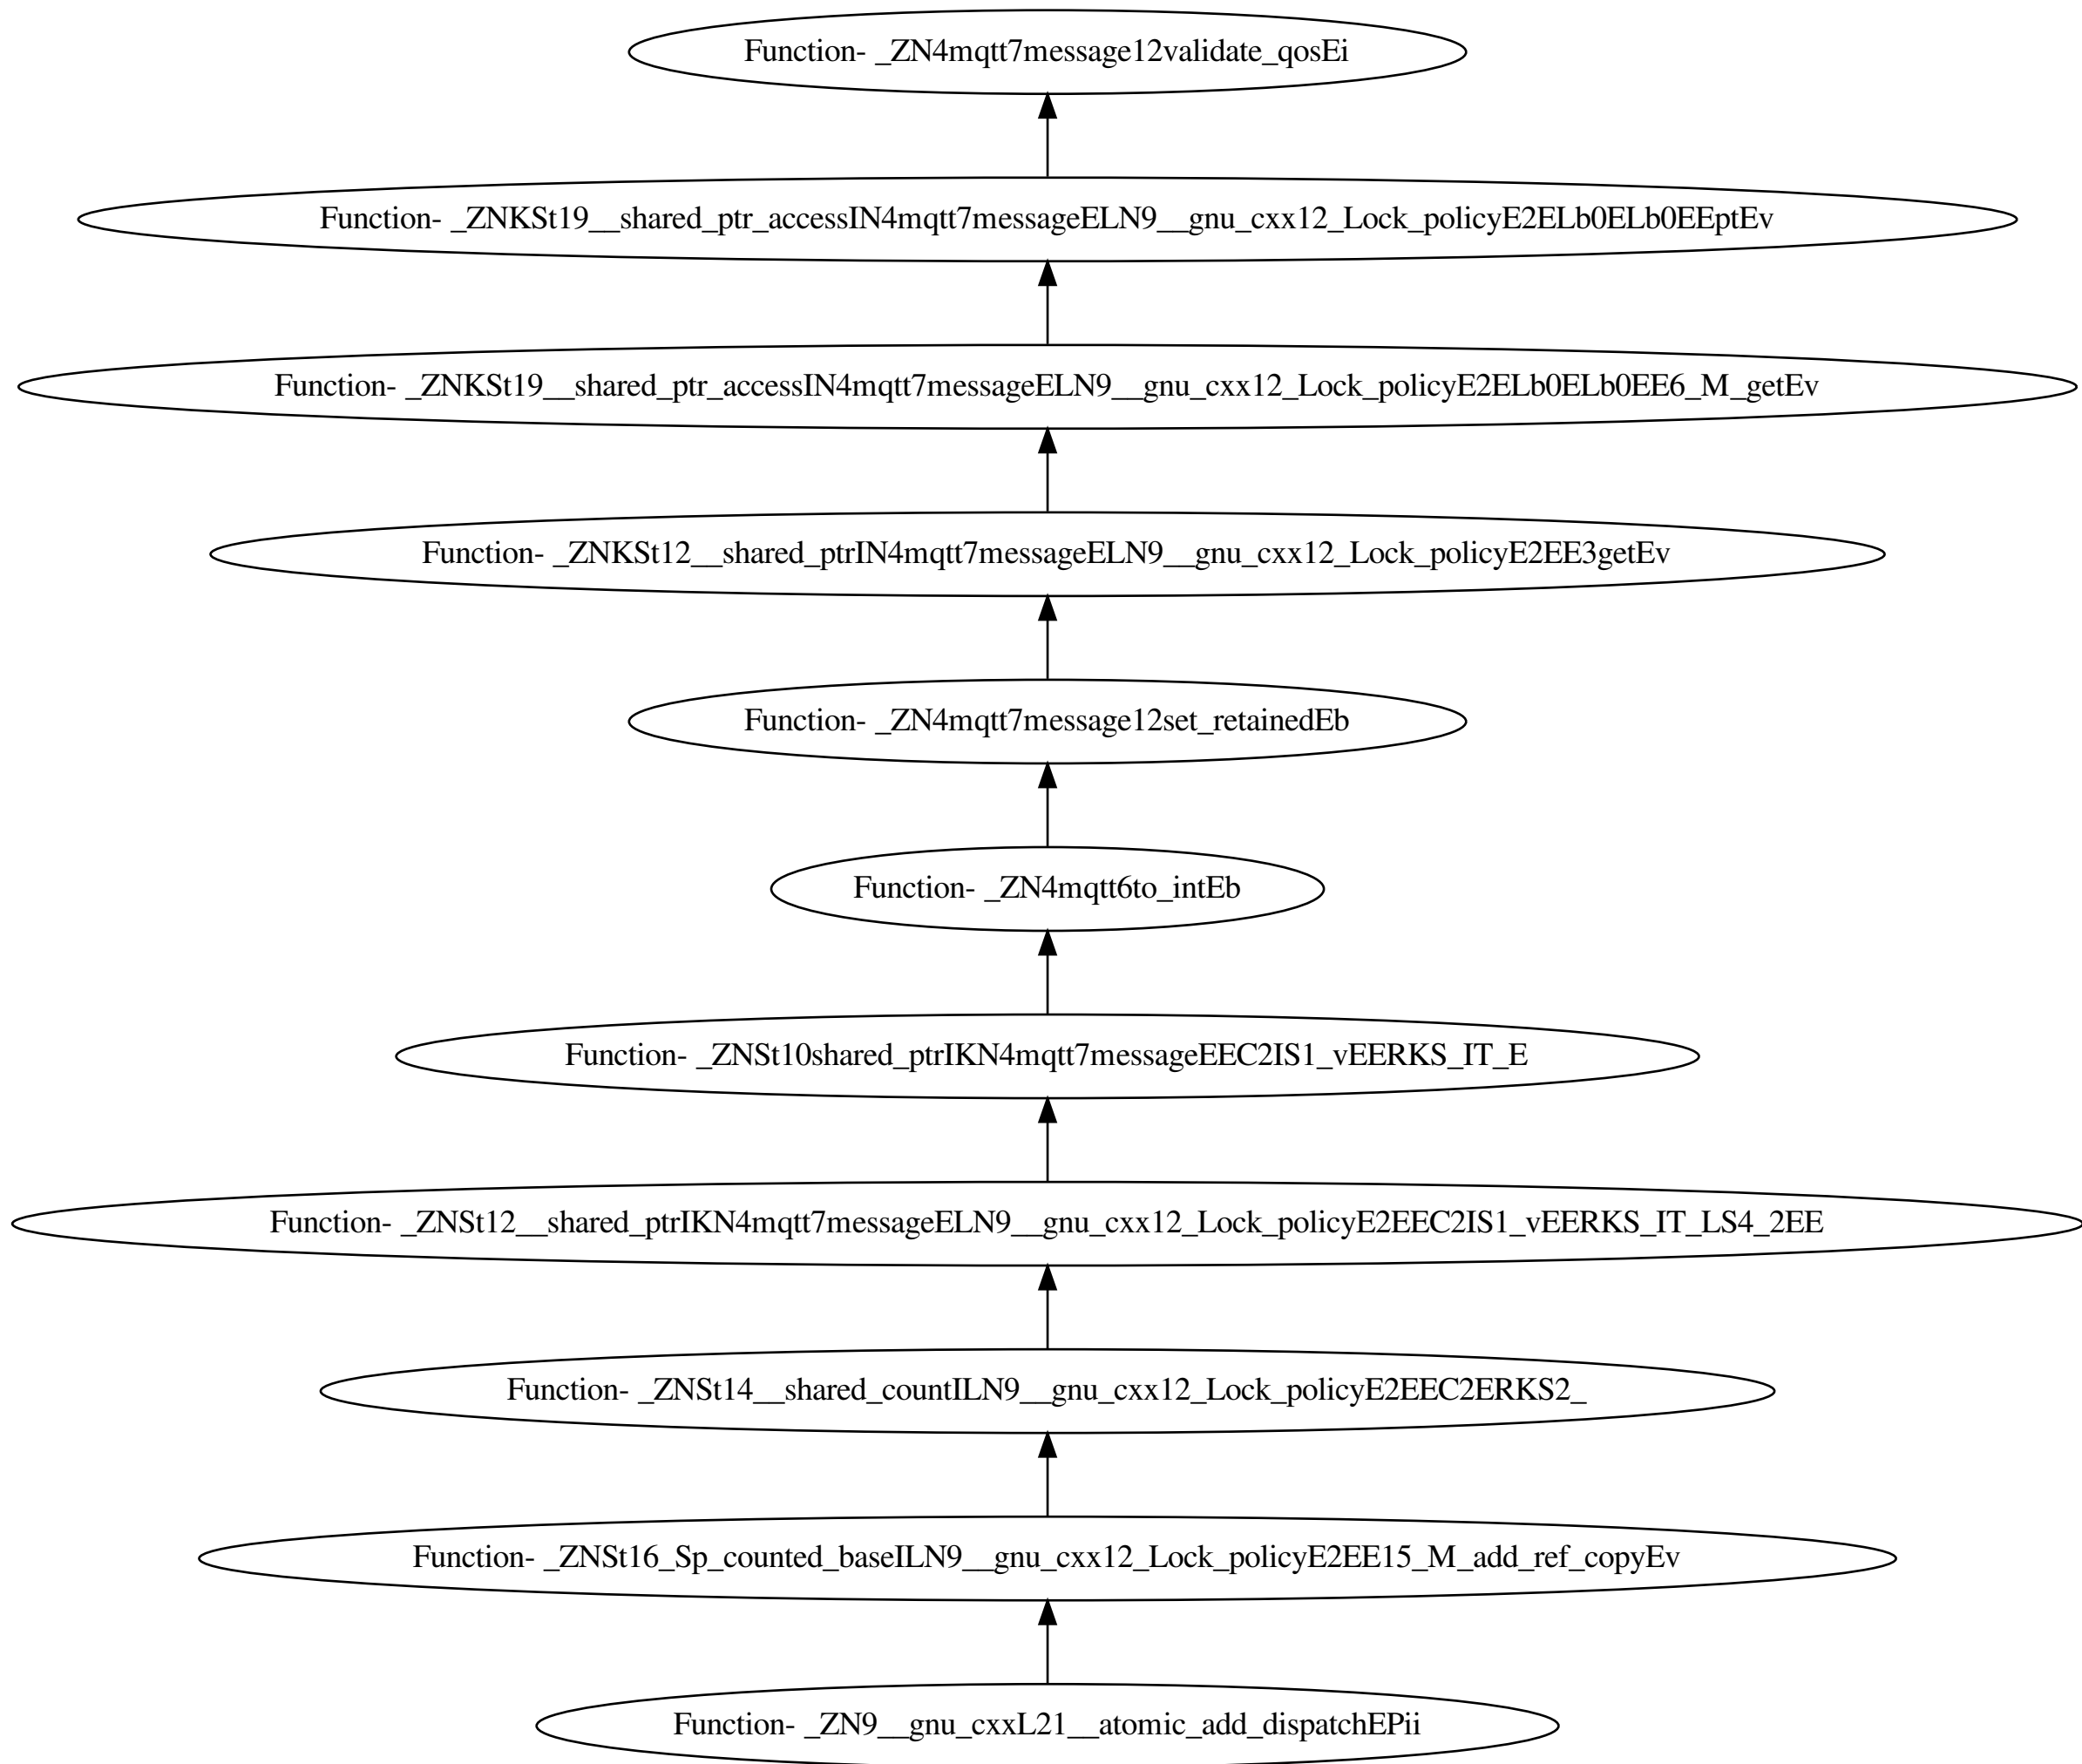 Function- _ZN4mqtt7message12validate_qosEi
Function- _ZNKSt19__shared_ptr_accessIN4mqtt7messageELN9__gnu_cxx12_Lock_policyE2ELb0ELb0EEptEv
Function- _ZNKSt19__shared_ptr_accessIN4mqtt7messageELN9__gnu_cxx12_Lock_policyE2ELb0ELb0EE6_M_getEv
Function- _ZNKSt12__shared_ptrIN4mqtt7messageELN9__gnu_cxx12_Lock_policyE2EE3getEv
Function- _ZN4mqtt7message12set_retainedEb
Function- _ZN4mqtt6to_intEb
Function- _ZNSt10shared_ptrIKN4mqtt7messageEEC2IS1_vEERKS_IT_E
Function- _ZNSt12__shared_ptrIKN4mqtt7messageELN9__gnu_cxx12_Lock_policyE2EEC2IS1_vEERKS_IT_LS4_2EE
Function- _ZNSt14__shared_countILN9__gnu_cxx12_Lock_policyE2EEC2ERKS2_
Function- _ZNSt16_Sp_counted_baseILN9__gnu_cxx12_Lock_policyE2EE15_M_add_ref_copyEv
Function- _ZN9__gnu_cxxL21__atomic_add_dispatchEPii